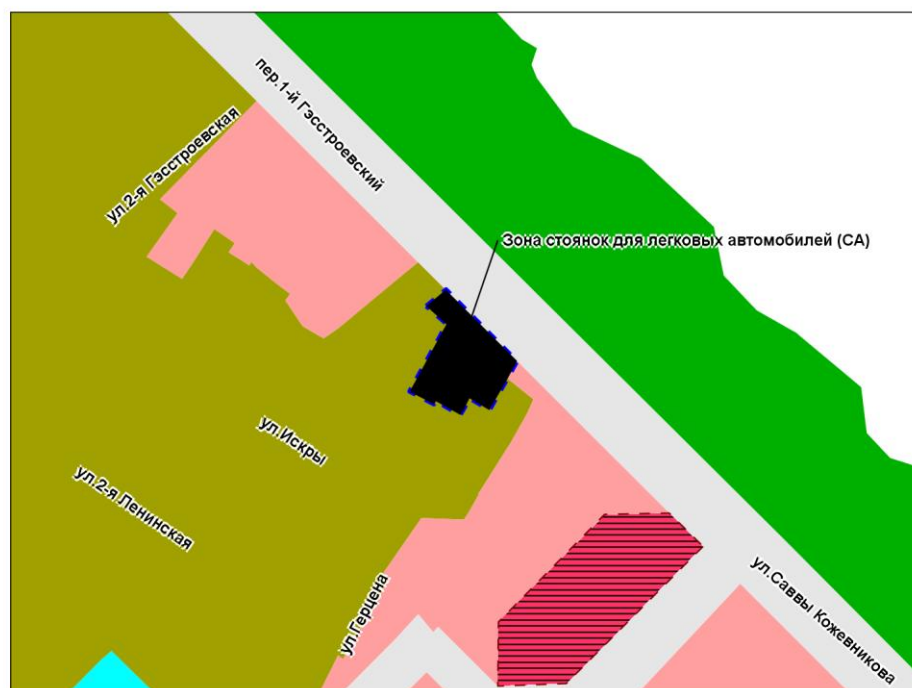 пер.1-й Гэсстроевский
ул.2-я Гэсстроевская
Зона стоянок для легковых автомобилей (СА)
ул.Искры
ул.2-я Ленинская
ул.Герцена
ул.Саввы Кожевникова